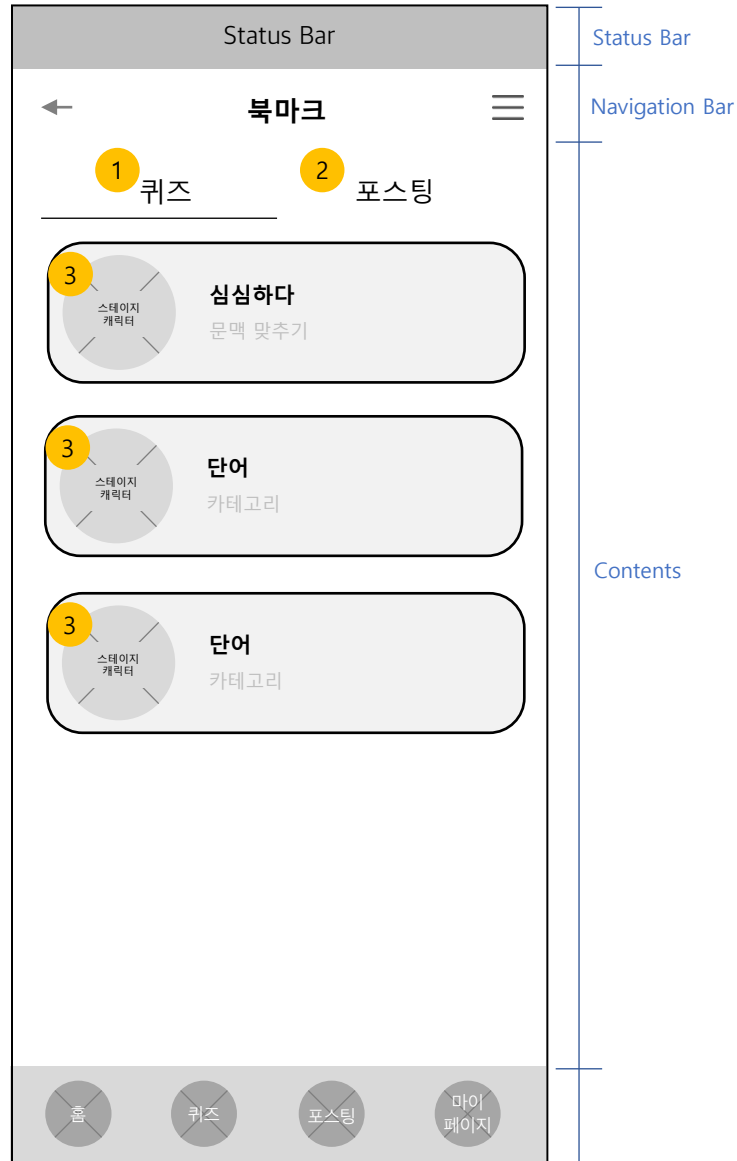 Status Bar
Status Bar
북마크
Navigation Bar
1
퀴즈
2
포스팅
3
스테이지
캐릭터
심심하다
문맥 맞추기
3
스테이지
캐릭터
단어
카테고리
Contents
3
스테이지
캐릭터
단어
카테고리
홈
퀴즈
포스팅
마이
페이지